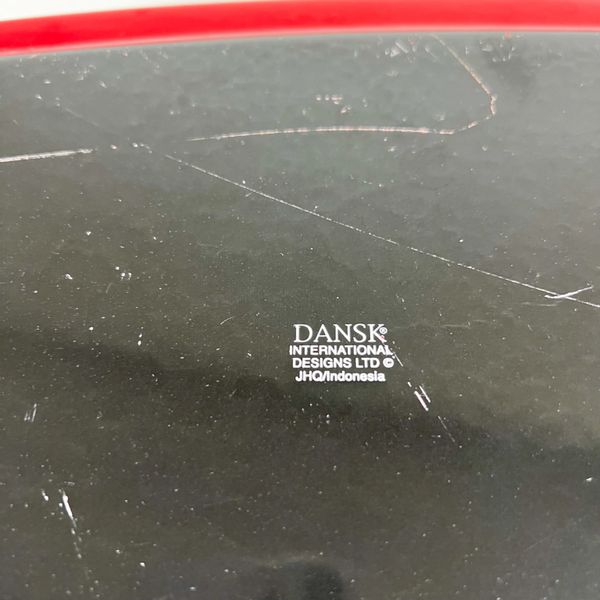 DANSK®
INTERNATIONAL
DESIGNS LTD ©
JHQ/Indonesia